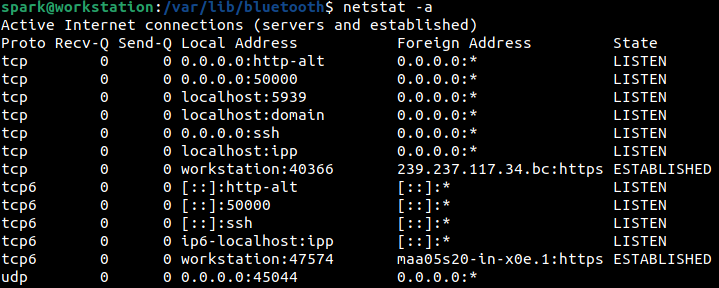 spark@workstation:/var/lib/bluetooth$ netstat -a
Active Internet connections (servers and established)
Proto Recv-Q Send-Q Local Address           Foreign Address         State
tcp        0      0 0.0.0.0:http-alt        0.0.0.0:*               LISTEN
tcp        0      0 0.0.0.0:50000           0.0.0.0:*               LISTEN
tcp        0      0 localhost:5939          0.0.0.0:*               LISTEN
tcp        0      0 localhost:domain        0.0.0.0:*               LISTEN
tcp        0      0 0.0.0.0:ssh             0.0.0.0:*               LISTEN
tcp        0      0 localhost:ipp           0.0.0.0:*               LISTEN
tcp        0      0 workstation:40366       239.237.117.34.bc:https ESTABLISHED
tcp6       0      0 [::]:http-alt           [::]:*                  LISTEN
tcp6       0      0 [::]:50000              [::]:*                  LISTEN
tcp6       0      0 [::]:ssh                [::]:*                  LISTEN
tcp6       0      0 ip6-localhost:ipp       [::]:*                  LISTEN
tcp6       0      0 workstation:47574       maa05s20-in-x0e.1:https ESTABLISHED
udp        0      0 0.0.0.0:45044           0.0.0.0:*